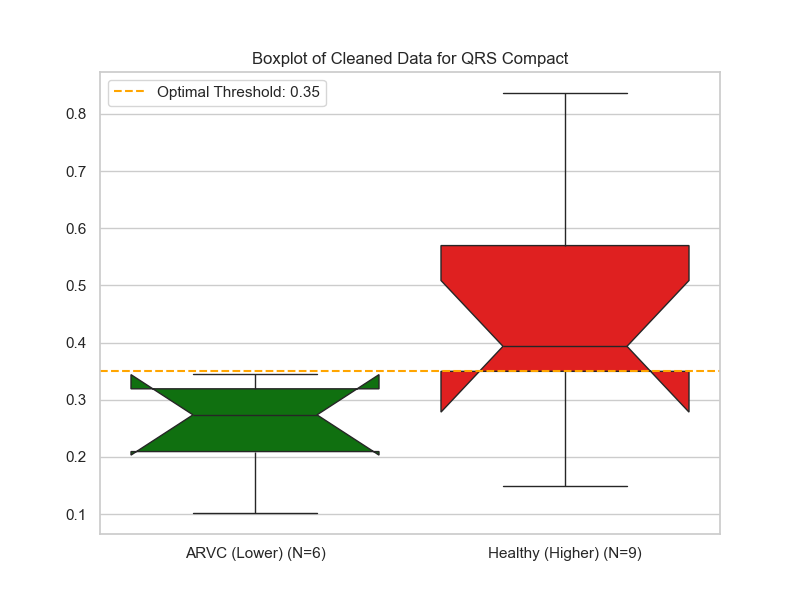 Boxplot of Cleaned Data for QRS Compact
Optimal Threshold: 0.35
0.8
0.7
0.6
0.5
0.4
0.3
0.2
0.1
ARVC (Lower) (N=6)
Healthy (Higher) (N=9)